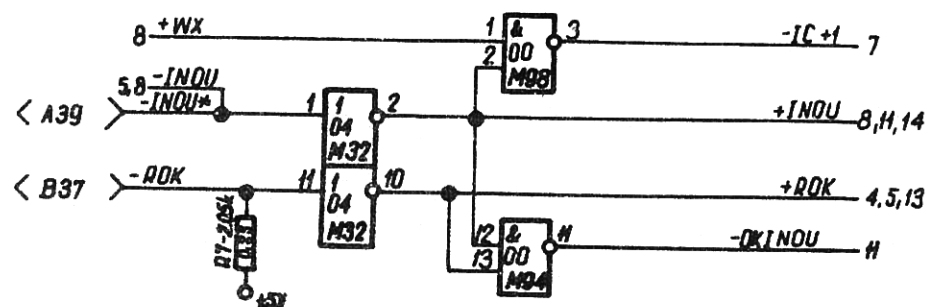 8 +WX 1 & 3 -IC+1 7
2 00
M98
5,8 -INOU
< A39 > -INOU* 1 1 2 +INOU 8,11,14
04
M32
< B37 > -ROK 11 1 10 +ROK 4,5,13
04
M32
12 & 11 -OKINOU 11
13 00
M94